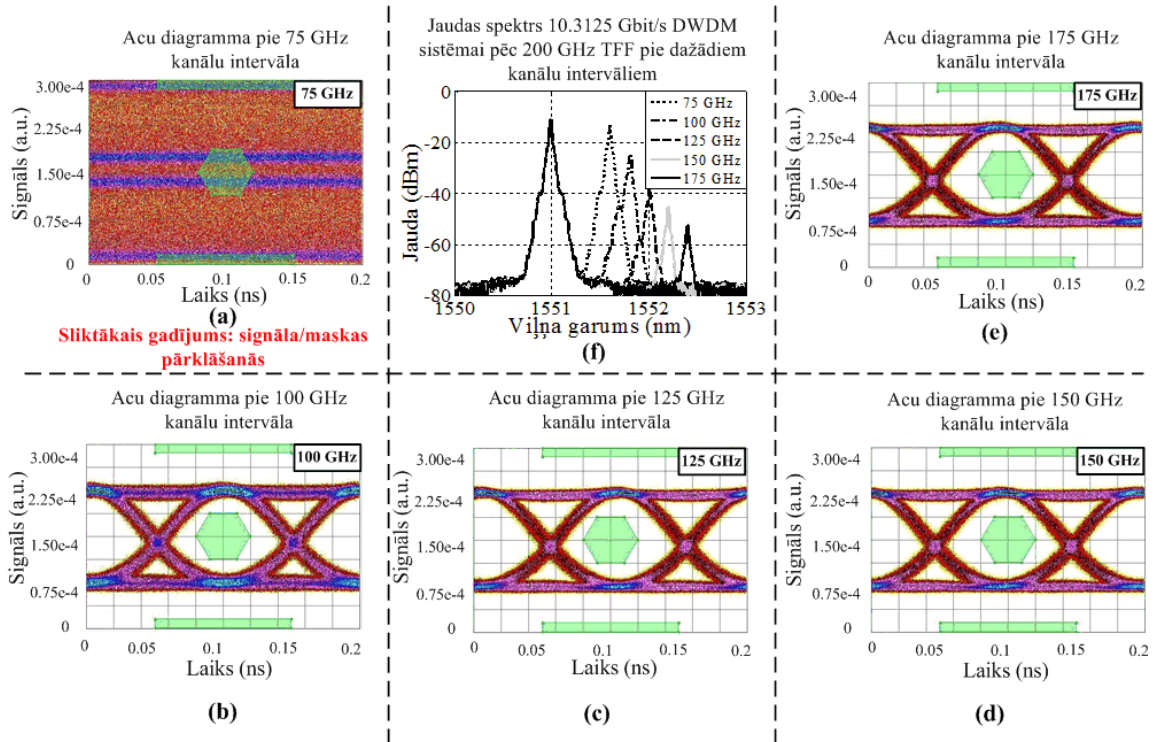 Acu diagramma pie 75 GHz
kanālu intervāla
75 GHz
3.00e-4
2.25e-4
1.50e-4
0.75e-4
0
Signāls (a.u.)
0
0.05
0.01
0.15
0.2
Laiks (ns)
(a)
Sliktākais gadījums: signāla/maskas
pārklāšanās
Jaudas spektrs 10.3125 Gbit/s DWDM
sistēmai pēc 200 GHz TFF pie dažādiem
kanālu intervāliem
0
-20
-40
-60
-80
Jauda (dBm)
75 GHz
100 GHz
125 GHz
150 GHz
175 GHz
1550
1551
1552
1553
Viļņa garums (nm)
(f)
Acu diagramma pie 175 GHz
kanālu intervāla
175 GHz
3.00e-4
2.25e-4
1.50e-4
0.75e-4
0
Signāls (a.u.)
0
0.05
0.01
0.15
0.2
Laiks (ns)
(e)
Acu diagramma pie 100 GHz
kanālu intervāla
100 GHz
3.00e-4
2.25e-4
1.50e-4
0.75e-4
0
Signāls (a.u.)
0
0.05
0.01
0.15
0.2
Laiks (ns)
(b)
Acu diagramma pie 125 GHz
kanālu intervāla
125 GHz
3.00e-4
2.25e-4
1.50e-4
0.75e-4
0
Signāls (a.u.)
0
0.05
0.01
0.15
0.2
Laiks (ns)
(c)
Acu diagramma pie 150 GHz
kanālu intervāla
150 GHz
3.00e-4
2.25e-4
1.50e-4
0.75e-4
0
Signāls (a.u.)
0
0.05
0.01
0.15
0.2
Laiks (ns)
(d)